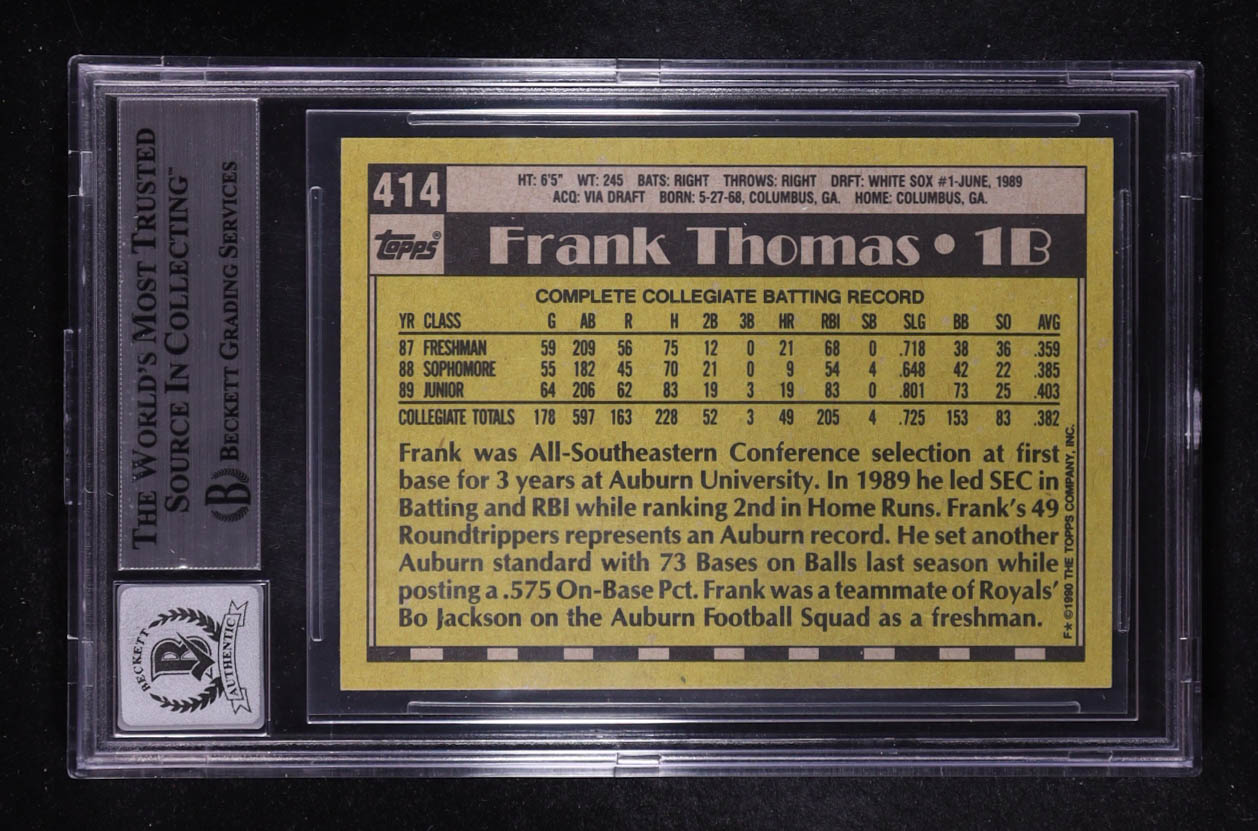 THE WORLD'S MOST TRUSTED
SOURCE IN COLLECTING™
B BECKETT GRADING SERVICES
BECKETT
B
AUTHENTIC
414
HT: 6'5" WT: 245 BATS: RIGHT THROWS: RIGHT DRFT: WHITE SOX #1-JUNE, 1989
ACQ: VIA DRAFT BORN: 5-27-68, COLUMBUS, GA. HOME: COLUMBUS, GA.
topps®
Frank Thomas • 1B
COMPLETE COLLEGIATE BATTING RECORD
YR CLASS G AB R H 2B 3B HR RBI SB SLG BB SO AVG
87 FRESHMAN 59 209 56 75 12 0 21 68 0 .718 38 36 .359
88 SOPHOMORE 55 182 45 70 21 0 9 54 4 .648 42 22 .385
89 JUNIOR 64 206 62 83 19 3 19 83 0 .801 73 25 .403
COLLEGIATE TOTALS 178 597 163 228 52 3 49 205 4 .725 153 83 .382
Frank was All-Southeastern Conference selection at first
base for 3 years at Auburn University. In 1989 he led SEC in
Batting and RBI while ranking 2nd in Home Runs. Frank's 49
Roundtrippers represents an Auburn record. He set another
Auburn standard with 73 Bases on Balls last season while
posting a .575 On-Base Pct. Frank was a teammate of Royals'
Bo Jackson on the Auburn Football Squad as a freshman.
F★ ©1990 THE TOPPS COMPANY, INC.